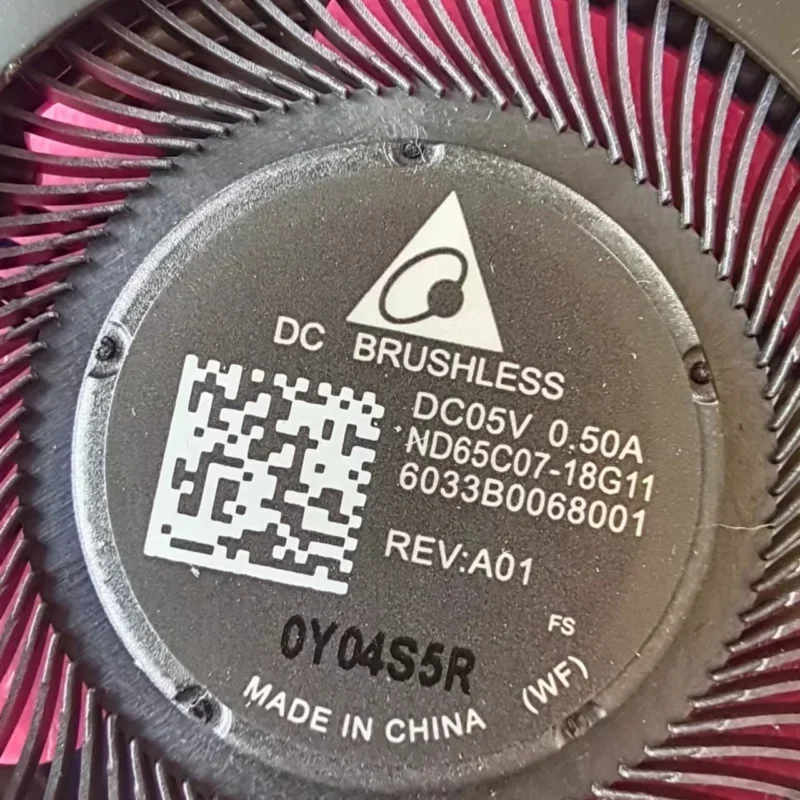 DC BRUSHLESS
DC05V 0.50A
ND65C07-18G11
6033B0068001
REV:A01
FS
0Y04S5R
(WF)
MADE IN CHINA